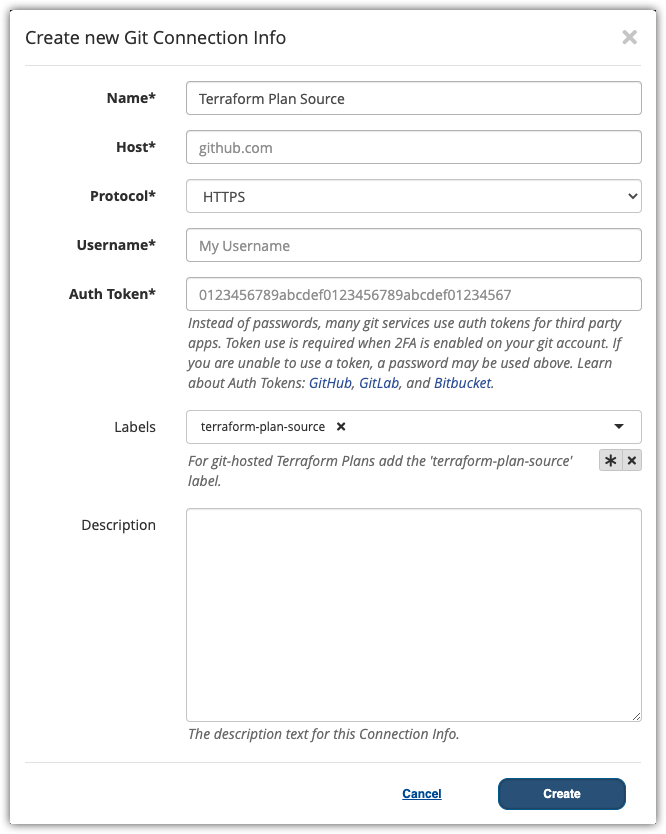 Create new Git Connection Info
Name*
Terraform Plan Source
Host*
github.com
Protocol*
HTTPS
Username*
My Username
Auth Token*
0123456789abcdef0123456789abcdef01234567
Instead of passwords, many git services use auth tokens for third party
apps. Token use is required when 2FA is enabled on your git account. If
you are unable to use a token, a password may be used above. Learn
about Auth Tokens: GitHub, GitLab, and Bitbucket.
Labels
terraform-plan-source
For git-hosted Terraform Plans add the 'terraform-plan-source'
label.
Description
The description text for this Connection Info.
Cancel
Create